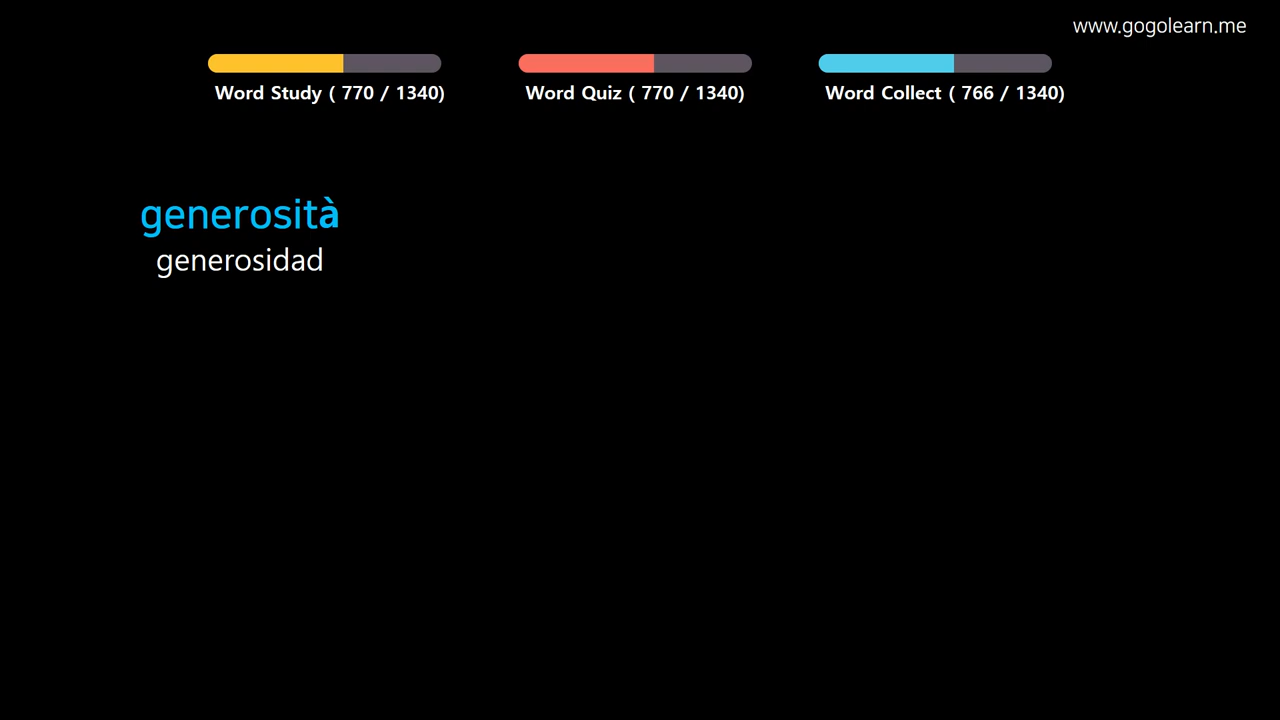 www.gogolearn.me
Word Study ( 770 / 1340)
Word Quiz ( 770 / 1340)
Word Collect ( 766 / 1340)
generosità
generosidad